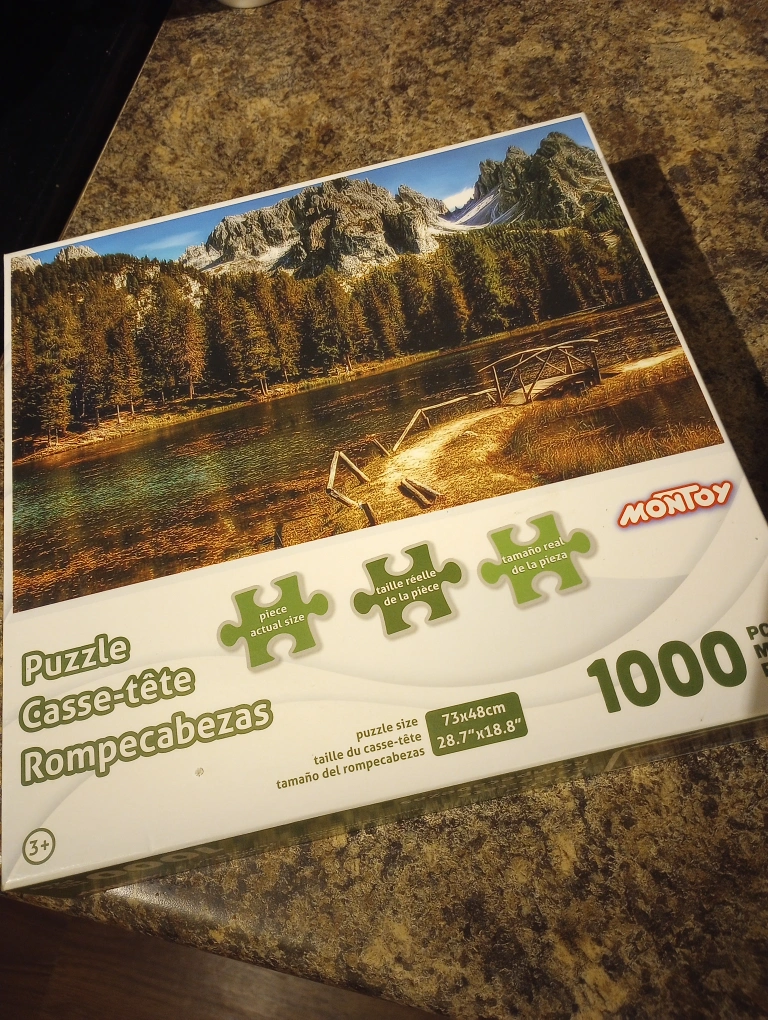 MONTOY
piece
actual size
taille réelle
de la pièce
tamaño real
de la pieza
Puzzle
Casse-tête
Rompecabezas
1000
puzzle size
taille du casse-tête
tamaño del rompecabezas
73x48cm
28.7"x18.8"
3+